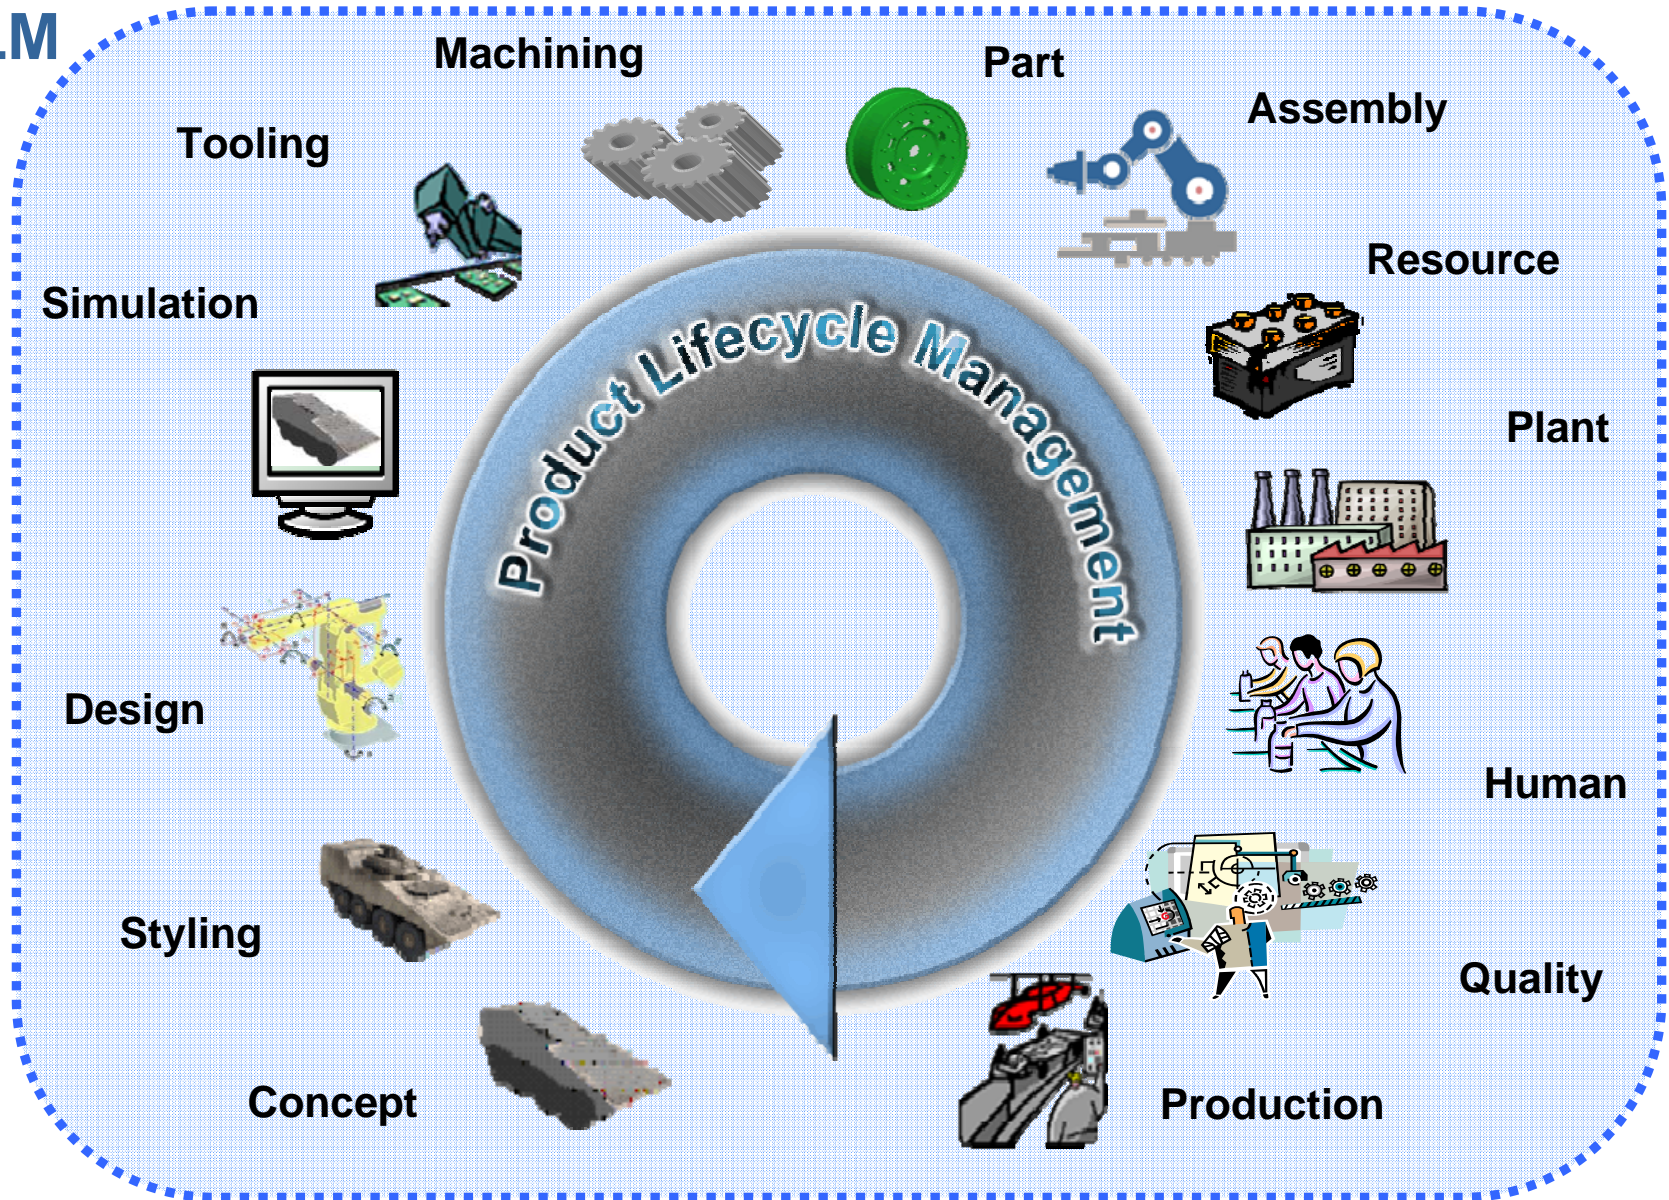 LM
Machining
Part
Assembly
Tooling
Resource
Simulation
Product Lifecycle Management
Plant
Design
Human
Styling
Quality
Concept
Production